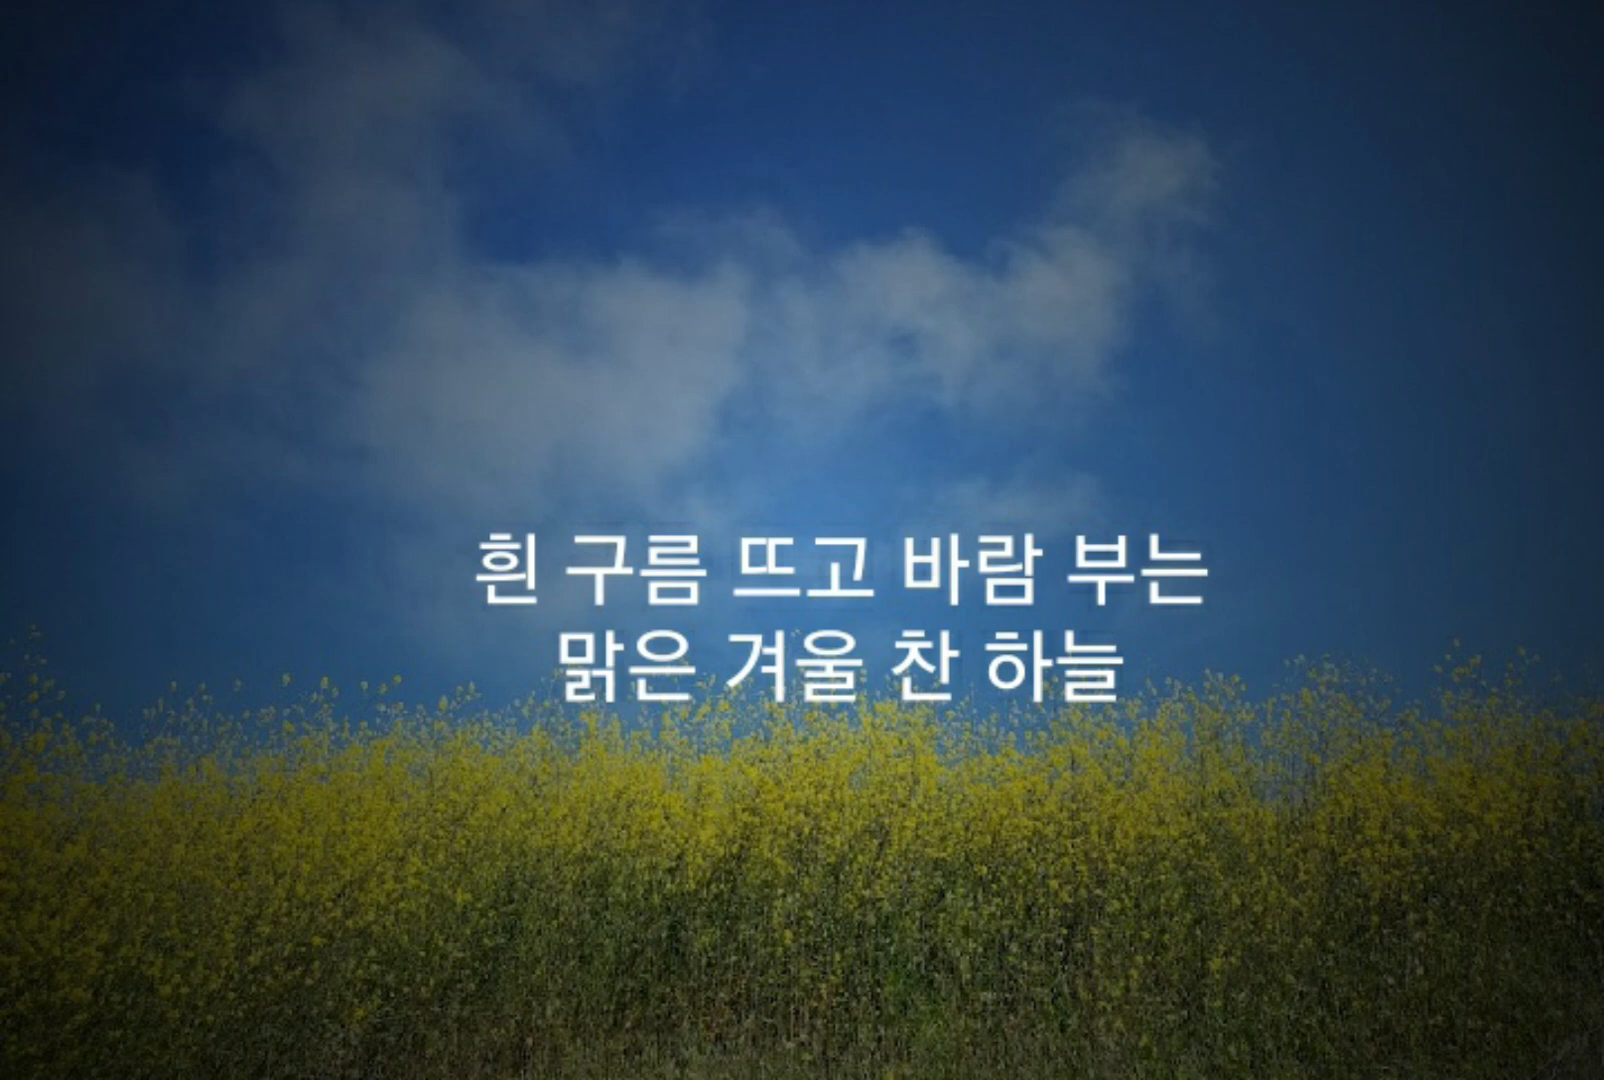 흰 구름 뜨고 바람 부는
맑은 겨울 찬 하늘